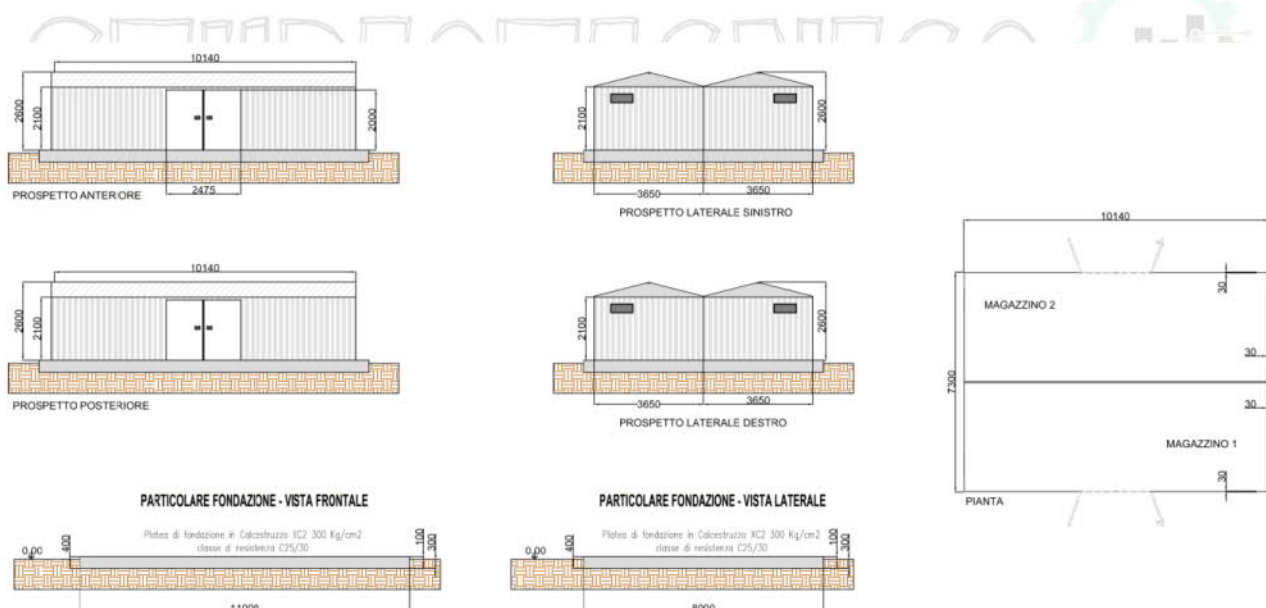 10140
2600
2100
2000
2475
PROSPETTO ANTERIORE
2100
2600
3650
3650
PROSPETTO LATERALE SINISTRO
10140
2600
2100
PROSPETTO POSTERIORE
2100
2600
3650
3650
PROSPETTO LATERALE DESTRO
10140
30
MAGAZZINO 2
30
7300
30
MAGAZZINO 1
30
PIANTA
PARTICOLARE FONDAZIONE - VISTA FRONTALE
Platea di fondazione in Calcestruzzo XC2 300 Kg/cm2
classe di resistenza C25/30
0,00
400
100
300
PARTICOLARE FONDAZIONE - VISTA LATERALE
Platea di fondazione in Calcestruzzo XC2 300 Kg/cm2
classe di resistenza C25/30
0,00
400
100
300